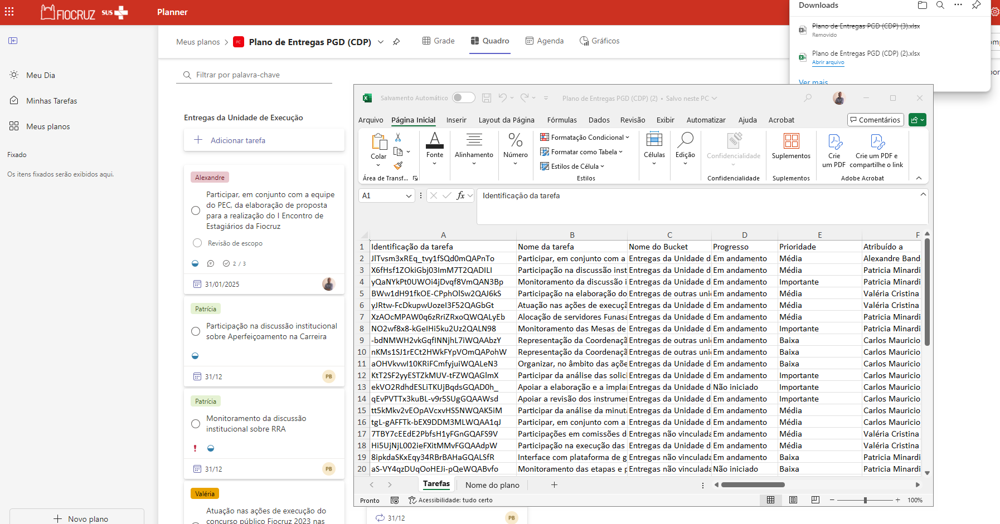 FIOCRUZ SUS Planner
Meu Dia
Minhas Tarefas
Meus planos
Fixado
Os itens fixados serão exibidos aqui.
Novo plano
Meus planos > PC Plano de Entregas PGD (CDP)
Grade Quadro Agenda Gráficos
Filtrar por palavra-chave
Entregas da Unidade de Execução
Adicionar tarefa
Alexandre
Participar, em conjunto com a equipe
do PEC, da elaboração de proposta
para a realização do I Encontro de
Estagiários da Fiocruz
Revisão de escopo
2 / 3
31/01/2025
Patrícia
Participação na discussão institucional
sobre Aperfeiçoamento na Carreira
31/12 PB
Patrícia
Monitoramento da discussão
institucional sobre RRA
31/12 PB
Valéria
Atuação nas ações de execução do
concurso público Fiocruz 2023 nas
Downloads
Plano de Entregas PGD (CDP) (3).xlsx
Removido
Plano de Entregas PGD (CDP) (2).xlsx
Abrir arquivo
Ver mais
Salvamento Automático Plano de Entregas PGD (CDP) (2) • Salvo neste PC
Arquivo Página Inicial Inserir Layout da Página Fórmulas Dados Revisão Exibir Automatizar Ajuda Acrobat Comentários
Colar
Fonte
Alinhamento
% Número
Formatação Condicional
Formatar como Tabela
Estilos de Célula
Células
Edição
Confidencialidade
Suplementos
Crie
um PDF
Crie um PDF e
compartilhe o link
Área de Transf... Estilos Confidencialidade Suplementos Adobe Acrobat
A1 fx Identificação da tarefa
A B C D E F
1 Identificação da tarefa Nome da tarefa Nome do Bucket Progresso Prioridade Atribuído a
2 JlTvsm3xREq_tvy1fSQd0mQAPnTo Participar, em conjunto com a Entregas da Unidade d Em andamento Média Alexandre Band
3 X6fHsf1ZOkiGbj03ImM7T2QADILI Participação na discussão inst Entregas da Unidade d Em andamento Média Patricia Minardi
4 yQaNYkPt0UWOi4jDvqf8VmQAN3Bp Monitoramento da discussão i Entregas da Unidade d Em andamento Importante Patricia Minardi
5 BWw1dH91fkOE-CPphOlSw2QAJ6kS Participação na elaboração do Entregas de outras unid Em andamento Média Valéria Cristina
6 yJRtw-FcDkupwUozeI3F52QAGbGt Atuação nas ações de execuçã Entregas da Unidade d Em andamento Média Valéria Cristina
7 XzAOcMPAW0q6zRriZRxoQWQALyEb Alocação de servidores Funasa Entregas da Unidade d Em andamento Média Patricia Minardi
8 NO2wf8x8-kGeIHi5ku2Uz2QALN98 Monitoramento das Mesas de Entregas da Unidade d Em andamento Importante Patricia Minardi
9 -bdNMWH2vkGqfINNjhL7iWQAAbzY Representação da Coordenaçã Entregas de outras unid Em andamento Baixa Carlos Mauricio
10 nKMs1SJ1rECt2HWkFYpVOmQAPohW Representação da Coordenaçã Entregas de outras unid Em andamento Baixa Carlos Mauricio
11 aOHVkvwI10KRiFCmfyjuiWQALeN3 Organizar, no âmbito das açõe Entregas da Unidade d Em andamento Baixa Carlos Mauricio
12 KtT2SF2yyESTZkMUV-tFZWQAGlmX Participar da análise das solici Entregas da Unidade d Em andamento Importante Carlos Mauricio
13 ekVO2RdhdESLiTKUjBqdsGQAD0h_ Apoiar a elaboração e a impla Entregas da Unidade d Não iniciado Importante Carlos Mauricio
14 qEvPVTTx3kuBL-v9r5SUgGQAAWsd Apoiar a revisão dos instrumen Entregas da Unidade d Em andamento Importante Carlos Mauricio
15 tt5kMkv2vEOpAVcxvHS5NWQAK5iM Participar da análise da minuta Entregas da Unidade d Em andamento Média Carlos Mauricio
16 tgL-gAFFTk-bEX9DDM3MLWQAA1qJ Participar, em conjunto com a Entregas da Unidade d Em andamento Média Carlos Mauricio
17 7TBY7cEEdE2PbfsH1yFGnGQAFS9V Participações em comissões d Entregas não vinculada Em andamento Média Valéria Cristina
18 Hi5UjNjL002ieFXitMMvFGQAAdpW Participação na execução das Entregas da Unidade d Em andamento Média Valéria Cristina
19 8ipkdaSKxEqy34RBrBAHaGQALSfR Interface com plataforma de g Entregas não vinculada Em andamento Baixa Patricia Minardi
20 aS-VY4qzDUqOoHEJi-pQeWQABvfo Monitoramento das etapas e p Entregas da Unidade d Não iniciado Baixa Patricia Minardi
Tarefas Nome do plano
Pronto Acessibilidade: tudo certo 100%
31/12 PB